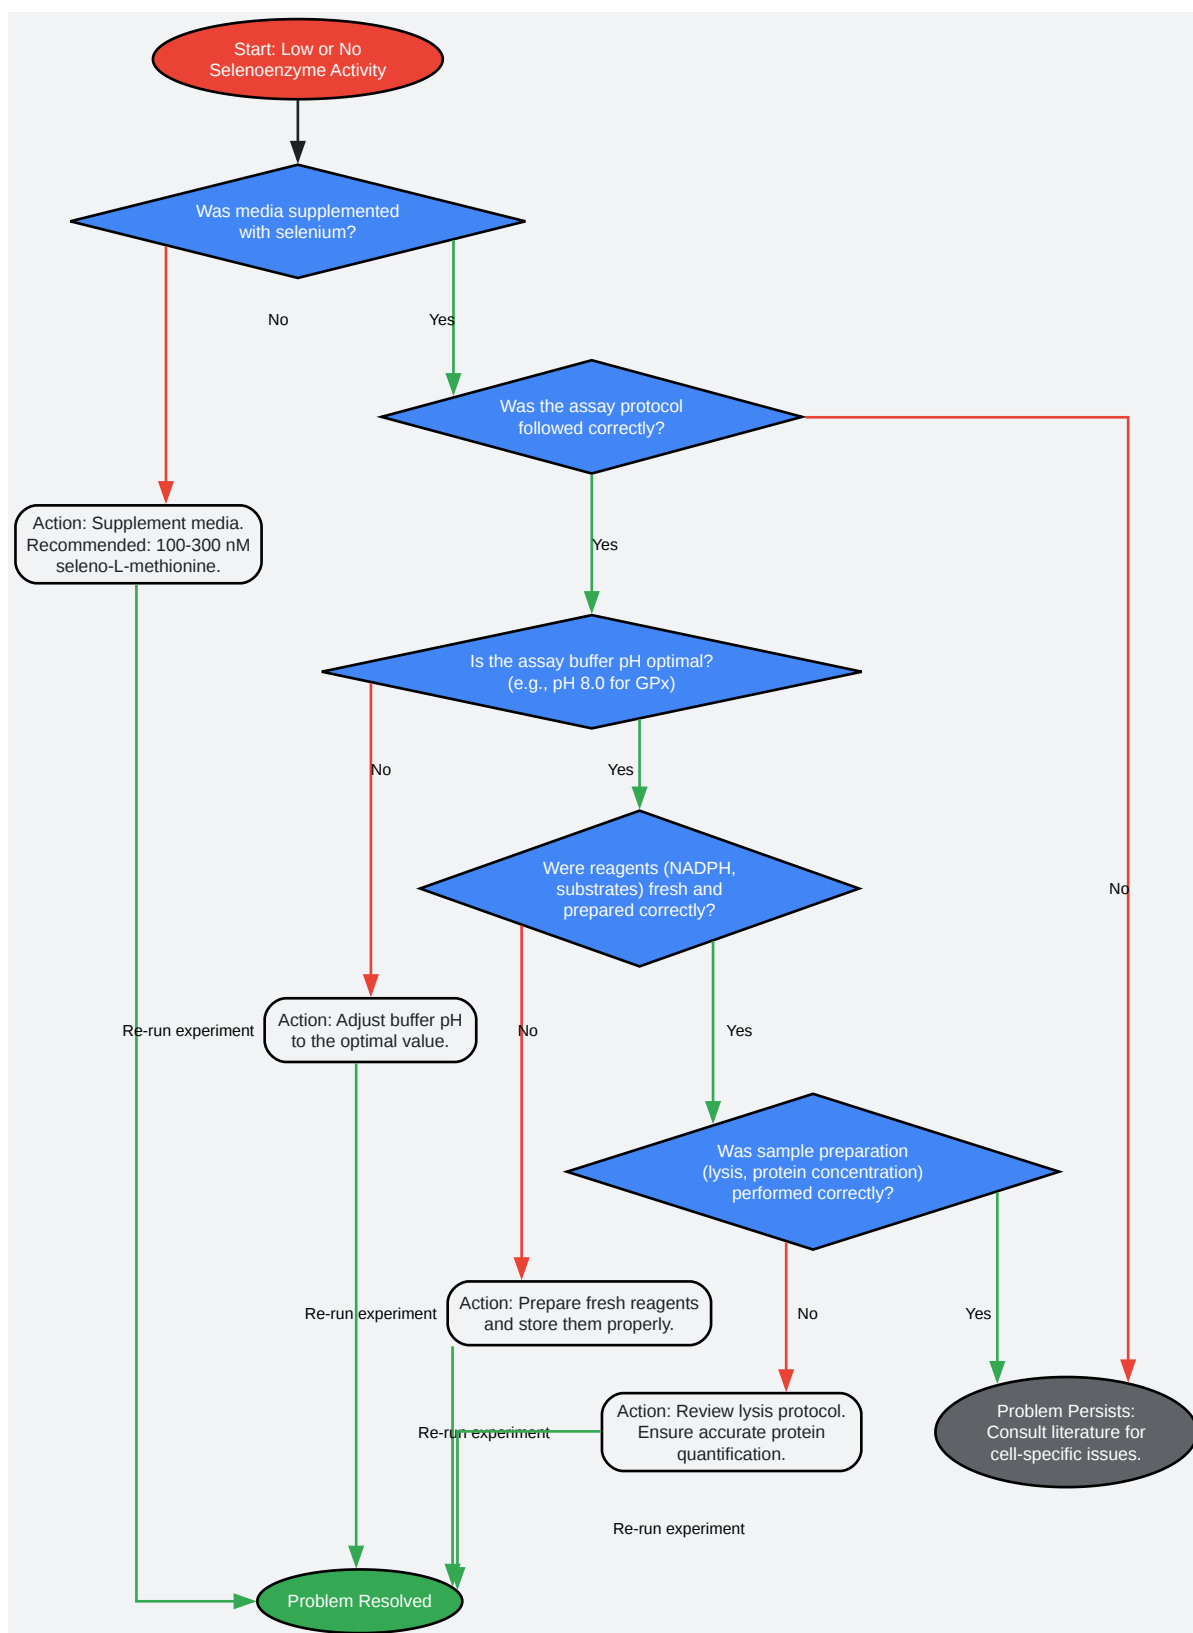 Start: Low or No
Selenoenzyme Activity
Was media supplemented
with selenium?
No
Yes
Was the assay protocol
followed correctly?
Action: Supplement media.
Recommended: 100-300 nM
seleno-L-methionine.
Yes
Is the assay buffer pH optimal?
(e.g., pH 8.0 for GPx)
No
Yes
Were reagents (NADPH,
substrates) fresh and
prepared correctly?
No
Re-run experiment
Action: Adjust buffer pH
to the optimal value.
No
Yes
Was sample preparation
(lysis, protein concentration)
performed correctly?
Re-run experiment
Action: Prepare fresh reagents
and store them properly.
No
Yes
Re-run experiment
Action: Review lysis protocol.
Ensure accurate protein
quantification.
Problem Persists:
Consult literature for
cell-specific issues.
Re-run experiment
Problem Resolved